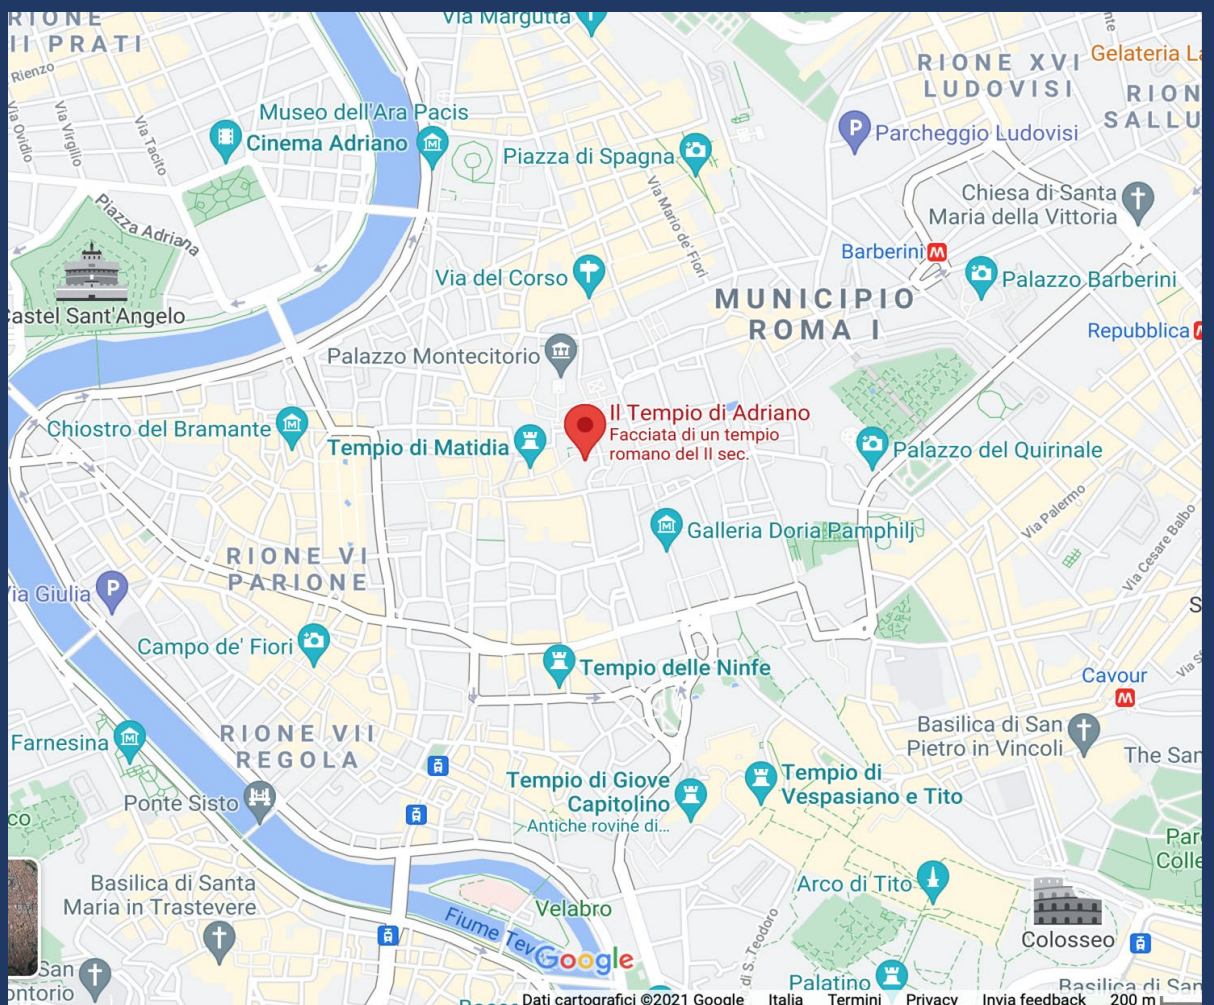 RIONE
II PRATI
Rienzo
Via Ovidio
Via Virgilio
Via Tacito
Via Margutta
Museo dell'Ara Pacis
Cinema Adriano
Piazza di Spagna
Via Mario de' Fiori
RIONE XVI
LUDOVISI
Gelateria
RION
SALLU
P
Parcheggio Ludovisi
Chiesa di Santa
Maria della Vittoria
Piazza Adriana
astel Sant'Angelo
Via del Corso
Barberini M
Palazzo Barberini
MUNICIPIO
ROMA I
Repubblica
Palazzo Montecitorio
Il Tempio di Adriano
Facciata di un tempio
romano del II sec.
Chiostro del Bramante
Tempio di Matidia
Palazzo del Quirinale
Galleria Doria Pamphilj
Via Palermo
Via Cesare Balbo
RIONE VI
PARIONE
ia Giulia
P
Campo de' Fiori
Tempio delle Ninfe
Cavour
M
Basilica di San
Pietro in Vincoli
The San
RIONE VII
REGOLA
Farnesina
Ponte Sisto
Tempio di Giove
Capitolino
Antiche rovine di...
Tempio di
Vespasiano e Tito
Arco di Tito
Colosseo
Basilica di Santa
Maria in Trastevere
Velabro
Fiume Tev
Google
di S. Teodoro
Palatino
Basilica di San
San
ontorio
Dati cartografici ©2021 Google Italia Termini Privacy Invia feedback 200 m